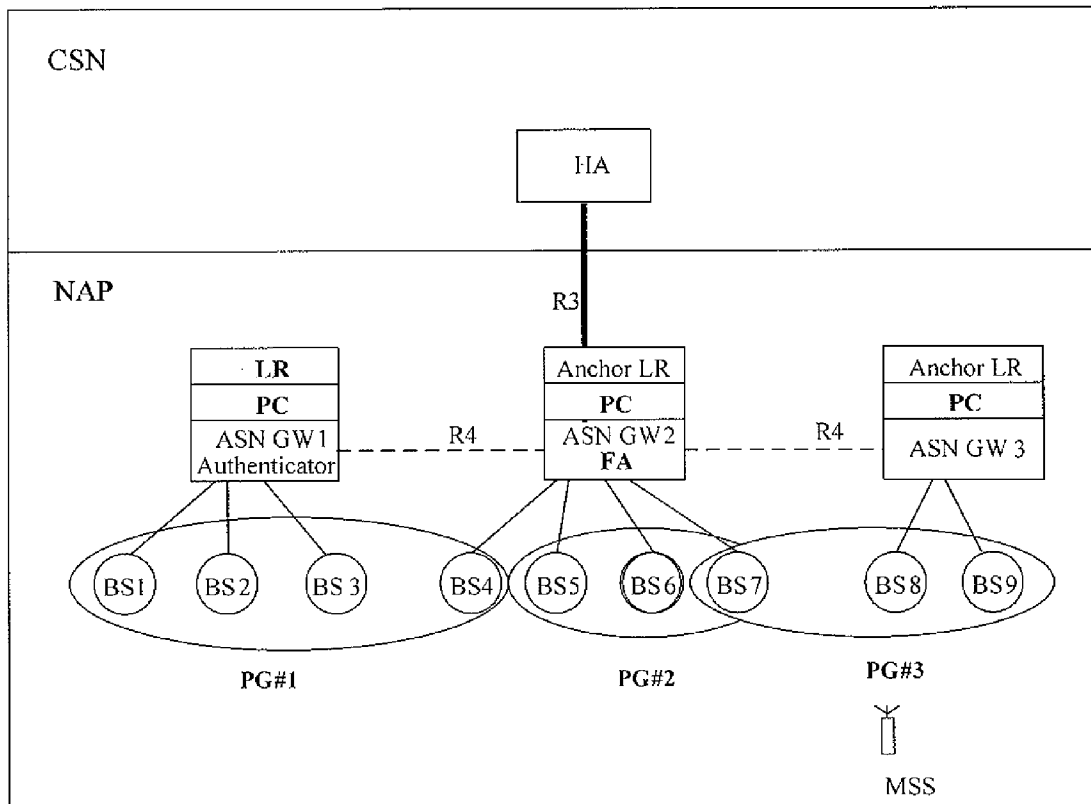 CSN
HA
NAP
R3
LR
PC
ASN GW1
Authenticator
R4
Anchor LR
PC
ASN GW2
FA
R4
Anchor LR
PC
ASN GW 3
BS1
BS2
BS3
BS4
BS5
BS6
BS7
BS8
BS9
PG#1
PG#2
PG#3
MSS